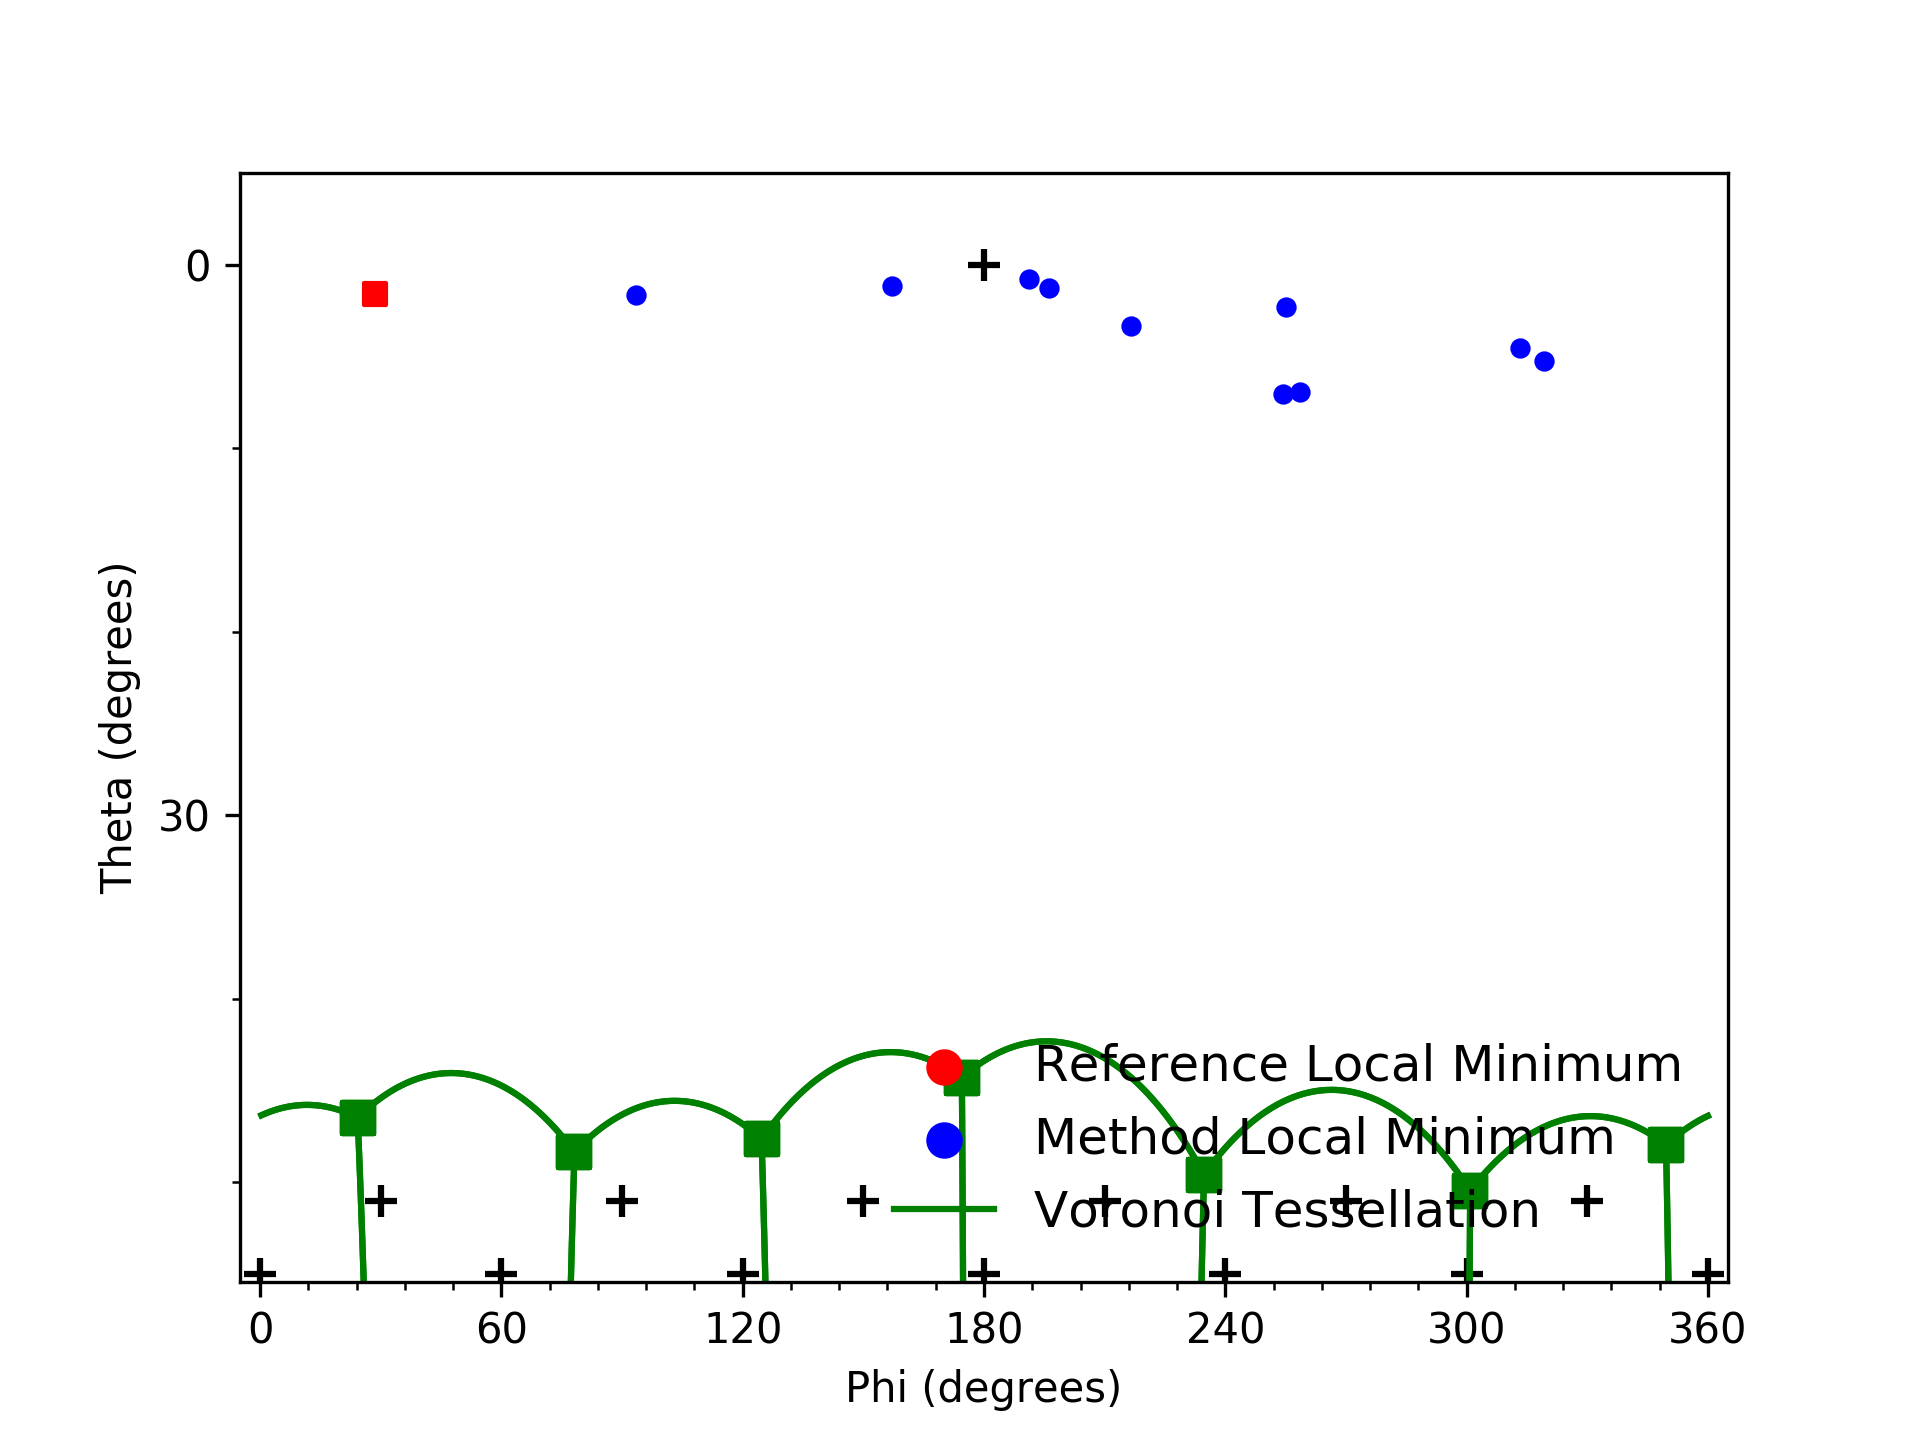 0
30
Theta (degrees)
Reference Local Minimum
Method Local Minimum
Voronoi Tessellation
0 60 120 180 240 300 360
Phi (degrees)